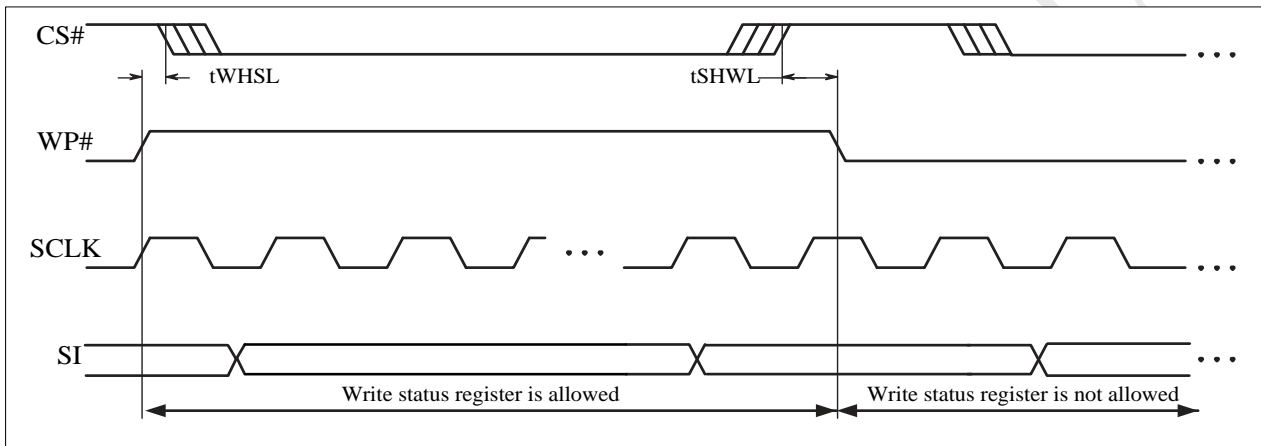 CS#
tWHSL
tSHWL
WP#
SCLK
SI
Write status register is allowed
Write status register is not allowed